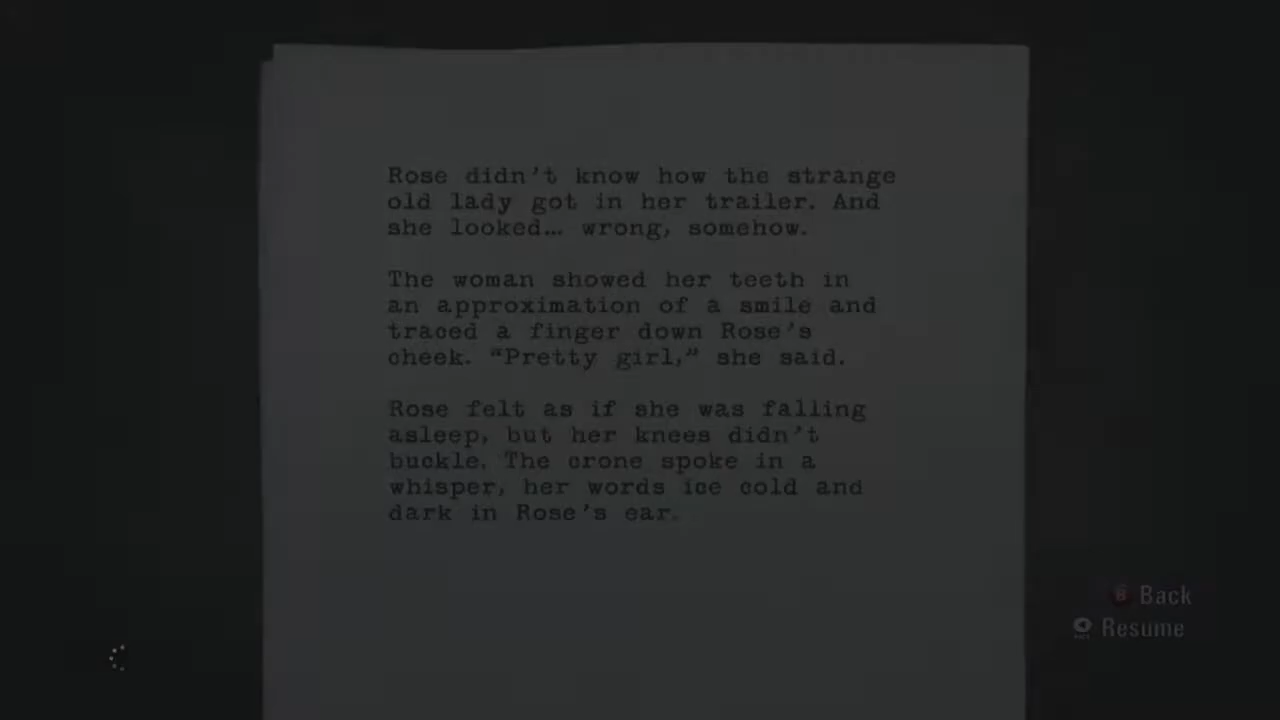 Rose didn't know how the strange
old lady got in her trailer. And
she looked… wrong, somehow.
The woman showed her teeth in
an approximation of a smile and
traced a finger down Rose's
cheek. “Pretty girl,” she said.
Rose felt as if she was falling
asleep, but her knees didn't
buckle. The crone spoke in a
whisper, her words ice cold and
dark in Rose's ear.
B Back
Resume